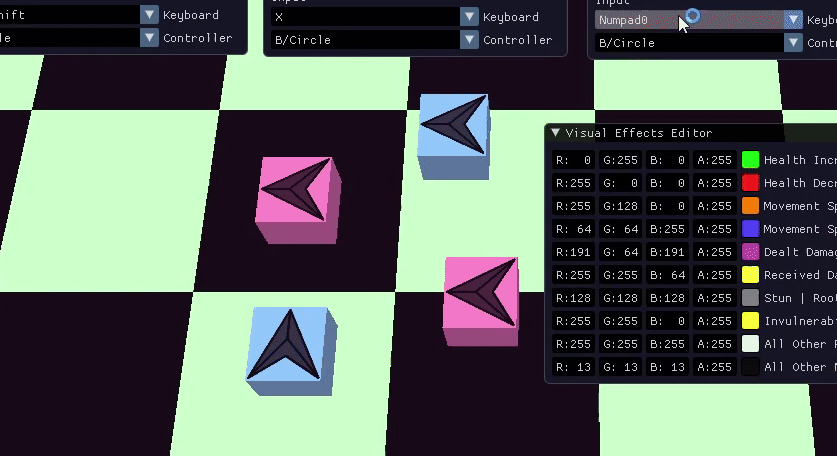 Input
hift Keyboard
le Controller
X Keyboard
B/Circle Controller
Numpad0 Keybo
B/Circle Contr
Visual Effects Editor
R: 0 G:255 B: 0 A:255 Health Incr
R:255 G: 0 B: 0 A:255 Health Decr
R:255 G:128 B: 0 A:255 Movement Sp
R: 64 G: 64 B:255 A:255 Movement Sp
R:191 G: 64 B:191 A:255 Dealt Damag
R:255 G:255 B: 64 A:255 Received Da
R:128 G:128 B:128 A:255 Stun | Root
R:255 G:255 B: 0 A:255 Invulnerabi
R:255 G:255 B:255 A:255 All Other
R: 13 G: 13 B: 13 A:255 All Other